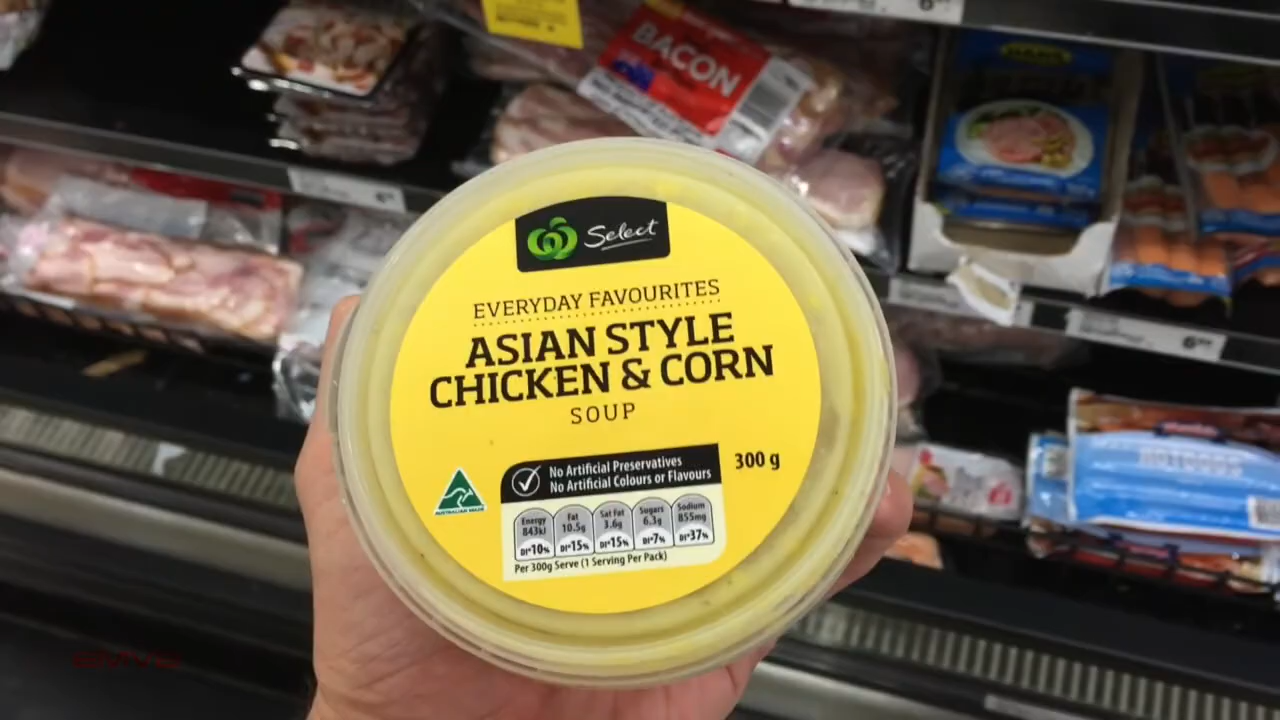 BACON
Select
EVERYDAY FAVOURITES
ASIAN STYLE
CHICKEN & CORN
SOUP
300 g
No Artificial Preservatives
No Artificial Colours or Flavours
AUSTRALIAN MADE
Energy
843kJ
DI*10%
Fat
10.5g
DI*15%
Sat Fat
3.6g
DI*15%
Sugars
6.3g
DI*7%
Sodium
855mg
DI*37%
Per 300g Serve (1 Serving Per Pack)